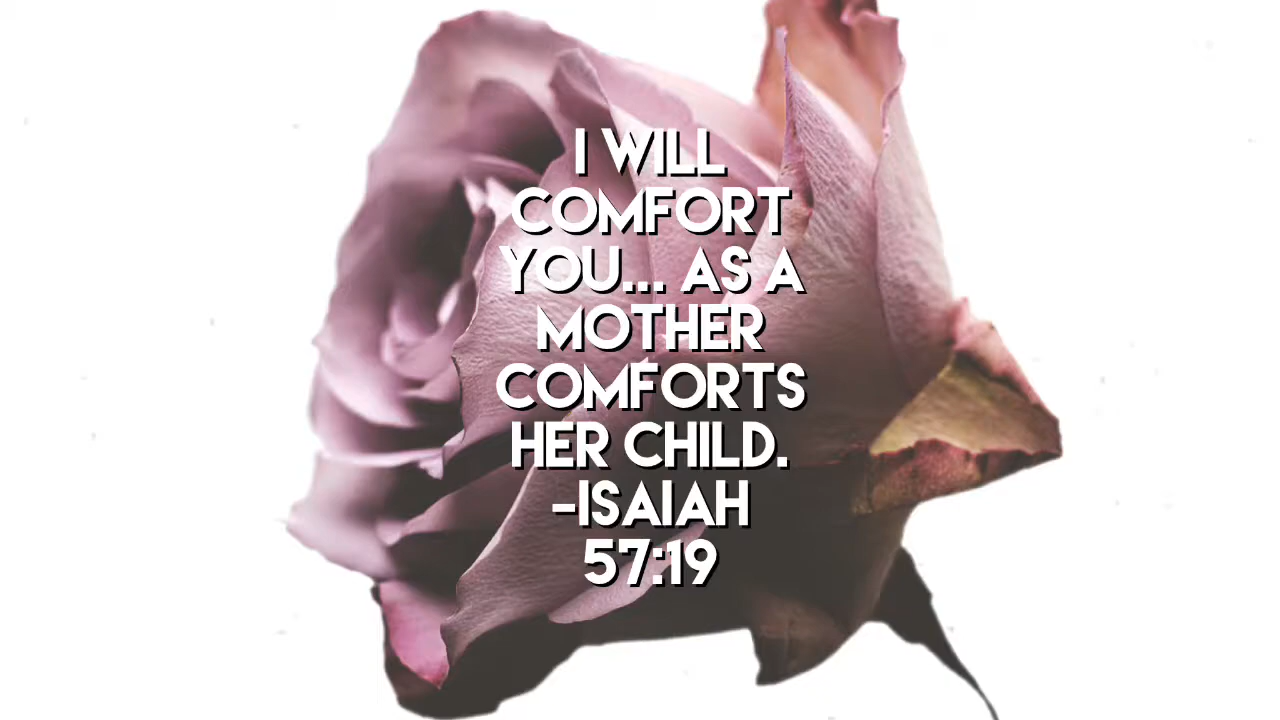 I WILL
COMFORT
YOU... AS A
MOTHER
COMFORTS
HER CHILD.
-ISAIAH
57:19